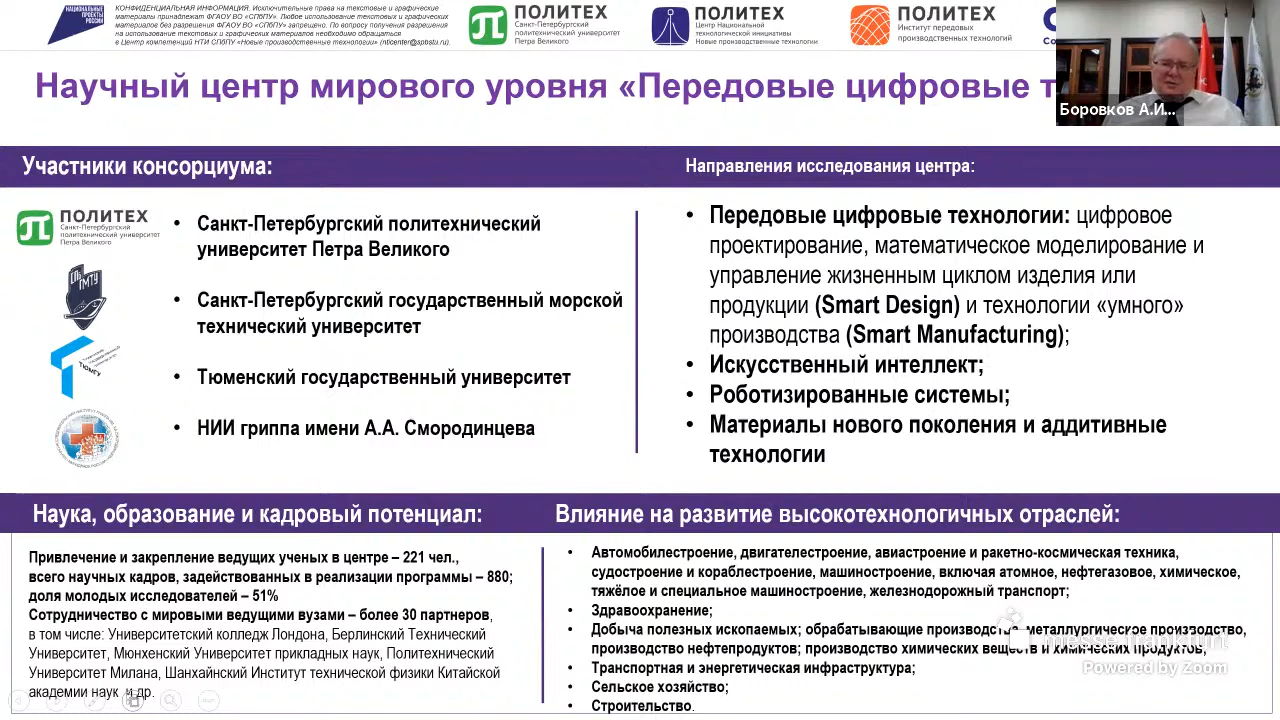 НАЦИОНАЛЬНЫЕ
ПРОЕКТЫ
РОССИИ
КОНФИДЕНЦИАЛЬНАЯ ИНФОРМАЦИЯ. Исключительные права на текстовые и графические
материалы принадлежат ФГАОУ ВО «СПбПУ». Любое использование текстовых и графических
материалов без разрешения ФГАОУ ВО «СПбПУ» запрещено. По вопросу получения разрешения
на использование текстовых и графических материалов необходимо обращаться
в Центр компетенций НТИ СПбПУ «Новые производственные технологии» (nticenter@spbstu.ru).
ПОЛИТЕХ
Санкт-Петербургский
политехнический университет
Петра Великого
ПОЛИТЕХ
Центр Национальной
технологической инициативы
Новые производственные технологии
ПОЛИТЕХ
Институт передовых
производственных технологий
Научный центр мирового уровня «Передовые цифровые т
Боровков А.И...
Участники консорциума:
ПОЛИТЕХ
Санкт-Петербургский
политехнический университет
Петра Великого
• Санкт-Петербургский политехнический
университет Петра Великого
• Санкт-Петербургский государственный морской
технический университет
• Тюменский государственный университет
ТЮМГУ
• НИИ гриппа имени А.А. Смородинцева
Направления исследования центра:
• Передовые цифровые технологии: цифровое
проектирование, математическое моделирование и
управление жизненным циклом изделия или
продукции (Smart Design) и технологии «умного»
производства (Smart Manufacturing);
• Искусственный интеллект;
• Роботизированные системы;
• Материалы нового поколения и аддитивные
технологии
Наука, образование и кадровый потенциал:
Привлечение и закрепление ведущих ученых в центре – 221 чел.,
всего научных кадров, задействованных в реализации программы – 880;
доля молодых исследователей – 51%
Сотрудничество с мировыми ведущими вузами – более 30 партнеров,
в том числе: Университетский колледж Лондона, Берлинский Технический
Университет, Мюнхенский Университет прикладных наук, Политехнический
Университет Милана, Шанхайнский Институт технической физики Китайской
академии наук и др.
Влияние на развитие высокотехнологичных отраслей:
• Автомобилестроение, двигателестроение, авиастроение и ракетно-космическая техника,
судостроение и кораблестроение, машиностроение, включая атомное, нефтегазовое, химическое,
тяжёлое и специальное машиностроение, железнодорожный транспорт;
• Здравоохранение;
• Добыча полезных ископаемых; обрабатывающие производства, металлургическое производство,
производство нефтепродуктов; производство химических веществ и химических продуктов;
• Транспортная и энергетическая инфраструктура;
• Сельское хозяйство;
• Строительство.
messe frankfurt
Powered by Zoom